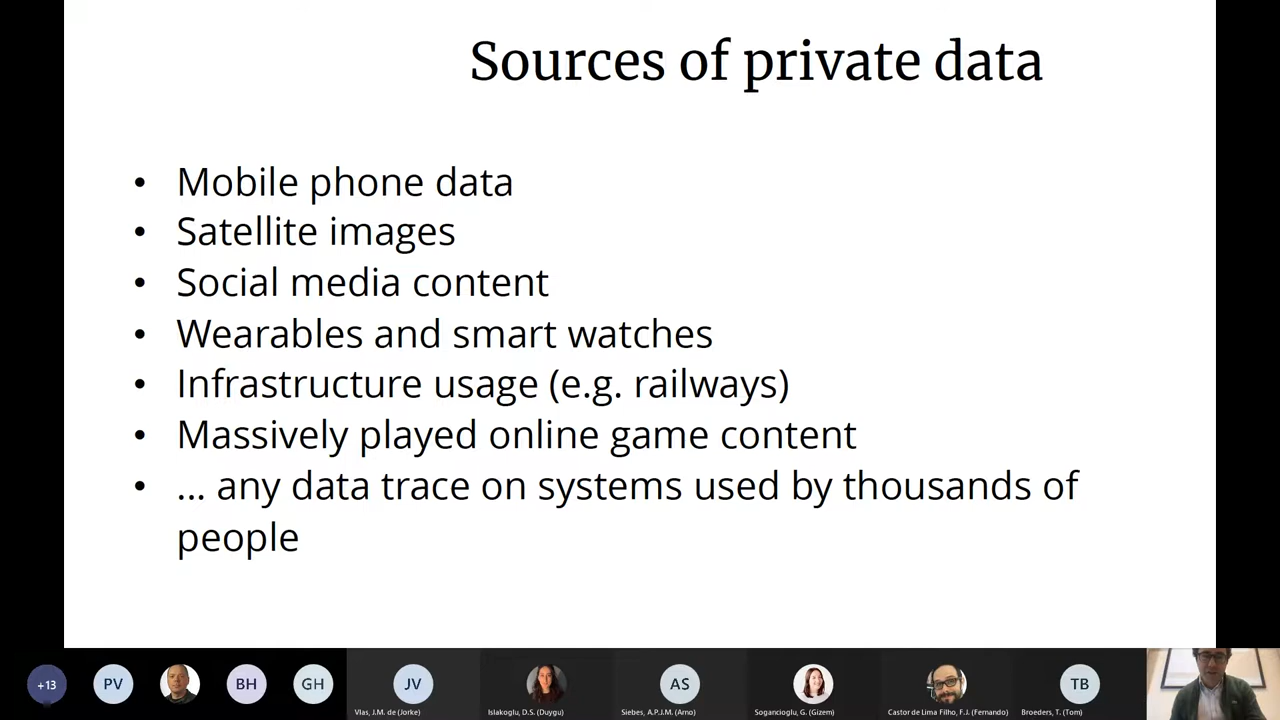 Sources of private data
• Mobile phone data
• Satellite images
• Social media content
• Wearables and smart watches
• Infrastructure usage (e.g. railways)
• Massively played online game content
• ... any data trace on systems used by thousands of
people
+13
PV
BH
GH
JV
AS
TB
Vlas, J.M. de (Jorke)
Islakoglu, D.S. (Duygu)
Siebes, A.P.J.M. (Arno)
Sogancioglu, G. (Gizem)
Castor de Lima Filho, F.J. (Fernando)
Broeders, T. (Tom)